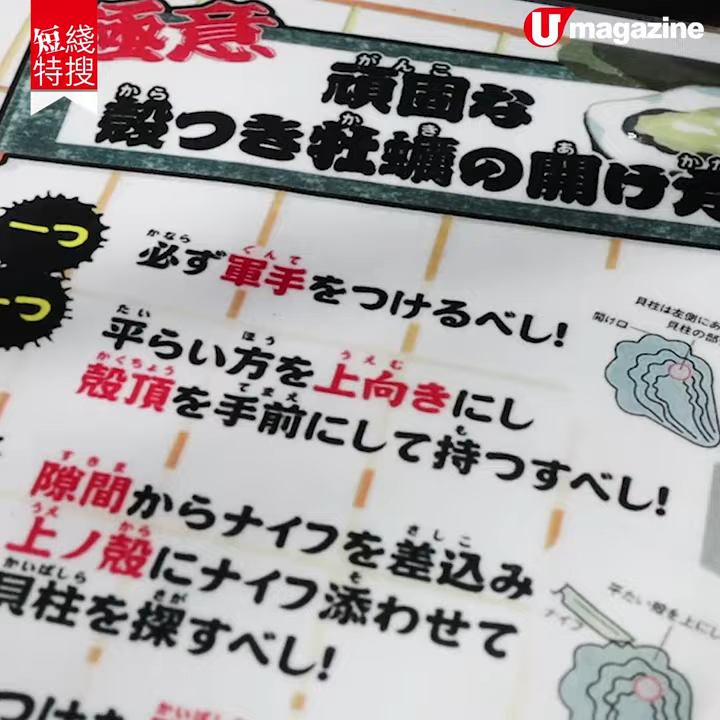 短綫
特搜
U magazine
極意
頑固な
殻つき牡蠣の開け方
一つ
必ず軍手をつけるべし!
一つ
平らい方を上向きにし
殻頂を手前にして持つすべし!
隙間からナイフを差込み
上ノ殻にナイフ添わせて
貝柱を探すべし!
貝柱は左側にあ
開け口
貝柱の部
平たい殻を上にし
ナイフ